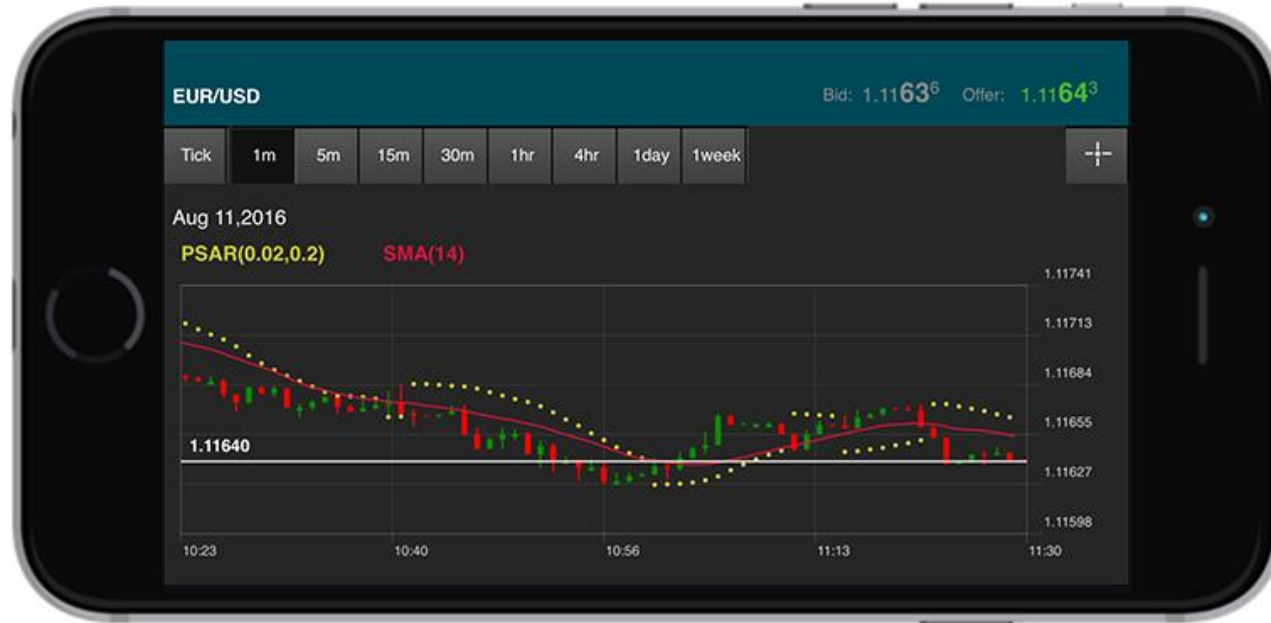 EUR/USD
Bid: 1.11636 Offer: 1.11643
Tick 1m 5m 15m 30m 1hr 4hr 1day 1week
Aug 11,2016
PSAR(0.02,0.2) SMA(14)
1.11741
1.11713
1.11684
1.11655
1.11640
1.11627
1.11598
10:23 10:40 10:56 11:13 11:30